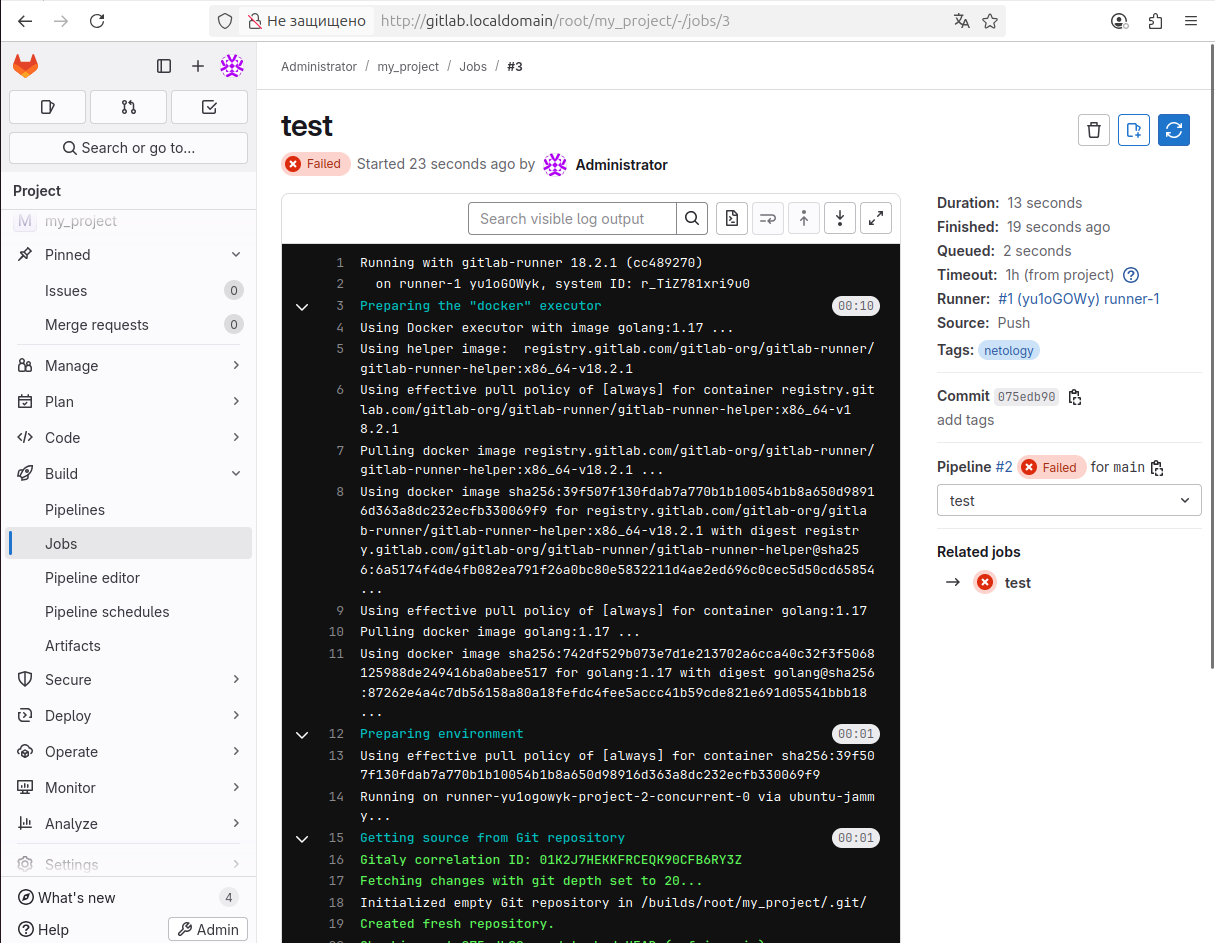 Не защищено http://gitlab.localdomain/root/my_project/-/jobs/3
Administrator / my_project / Jobs / #3
Search or go to...
Project
M my_project
Pinned
Issues 0
Merge requests 0
Manage
Plan
Code
Build
Pipelines
Jobs
Pipeline editor
Pipeline schedules
Artifacts
Secure
Deploy
Operate
Monitor
Analyze
Settings
What's new 4
Help Admin
test
Failed Started 23 seconds ago by Administrator
Search visible log output
1 Running with gitlab-runner 18.2.1 (cc489270)
2 on runner-1 yu1oGOWyk, system ID: r_TiZ781xri9u0
3 Preparing the "docker" executor 00:10
4 Using Docker executor with image golang:1.17 ...
5 Using helper image:  registry.gitlab.com/gitlab-org/gitlab-runner/
gitlab-runner-helper:x86_64-v18.2.1
6 Using effective pull policy of [always] for container registry.git
lab.com/gitlab-org/gitlab-runner/gitlab-runner-helper:x86_64-v1
8.2.1
7 Pulling docker image registry.gitlab.com/gitlab-org/gitlab-runner/
gitlab-runner-helper:x86_64-v18.2.1 ...
8 Using docker image sha256:39f507f130fdab7a770b1b10054b1b8a650d9891
6d363a8dc232ecfb330069f9 for registry.gitlab.com/gitlab-org/gitla
b-runner/gitlab-runner-helper:x86_64-v18.2.1 with digest registr
y.gitlab.com/gitlab-org/gitlab-runner/gitlab-runner-helper@sha25
6:6a5174f4de4fb082ea791f26a0bc80e5832211d4ae2ed696c0cec5d50cd65854
...
9 Using effective pull policy of [always] for container golang:1.17
10 Pulling docker image golang:1.17 ...
11 Using docker image sha256:742df529b073e7d1e213702a6cca40c32f3f5068
125988de249416ba0abee517 for golang:1.17 with digest golang@sha256
:87262e4a4c7db56158a80a18fefdc4fee5accc41b59cde821e691d05541bbb18
...
12 Preparing environment 00:01
13 Using effective pull policy of [always] for container sha256:39f50
7f130fdab7a770b1b10054b1b8a650d98916d363a8dc232ecfb330069f9
14 Running on runner-yu1ogowyk-project-2-concurrent-0 via ubuntu-jamm
y...
15 Getting source from Git repository 00:01
16 Gitaly correlation ID: 01K2J7HEKKFRCEQK90CFB6RY3Z
17 Fetching changes with git depth set to 20...
18 Initialized empty Git repository in /builds/root/my_project/.git/
19 Created fresh repository.
Duration: 13 seconds
Finished: 19 seconds ago
Queued: 2 seconds
Timeout: 1h (from project)
Runner: #1 (yu1oGOWy) runner-1
Source: Push
Tags: netology
Commit 075edb90
add tags
Pipeline #2 Failed for main
test
Related jobs
test